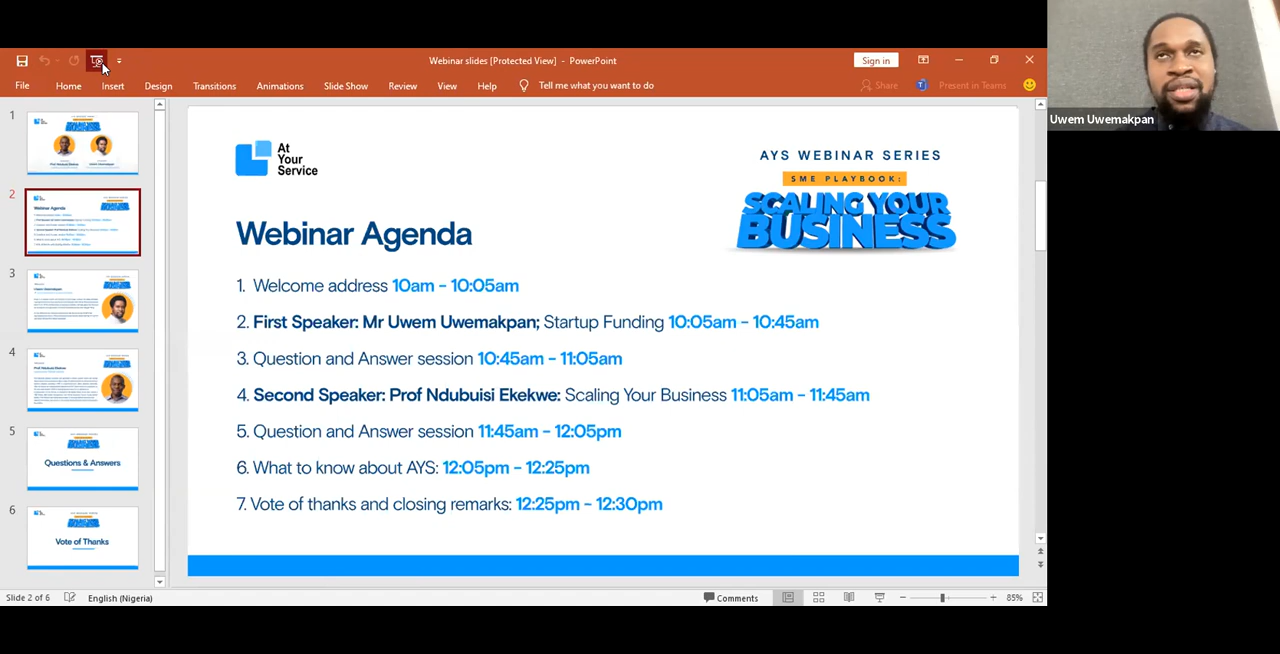 Webinar slides [Protected View] - PowerPoint
Sign in
File
Home
Insert
Design
Transitions
Animations
Slide Show
Review
View
Help
Tell me what you want to do
Share
Present in Teams
Uwem Uwemakpan
1
2
3
4
5
Questions & Answers
6
Vote of Thanks
At
Your
Service
AYS WEBINAR SERIES
SME PLAYBOOK:
SCALING YOUR
BUSINESS
Webinar Agenda
1. Welcome address 10am - 10:05am
2. First Speaker: Mr Uwem Uwemakpan; Startup Funding 10:05am - 10:45am
3. Question and Answer session 10:45am - 11:05am
4. Second Speaker: Prof Ndubuisi Ekekwe: Scaling Your Business 11:05am - 11:45am
5. Question and Answer session 11:45am - 12:05pm
6. What to know about AYS: 12:05pm - 12:25pm
7. Vote of thanks and closing remarks: 12:25pm - 12:30pm
Slide 2 of 6
English (Nigeria)
Comments
85%